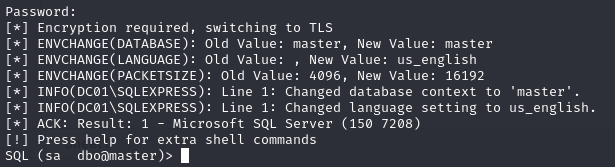 Password:
[*] Encryption required, switching to TLS
[*] ENVCHANGE(DATABASE): Old Value: master, New Value: master
[*] ENVCHANGE(LANGUAGE): Old Value: , New Value: us_english
[*] ENVCHANGE(PACKETSIZE): Old Value: 4096, New Value: 16192
[*] INFO(DC01\SQLEXPRESS): Line 1: Changed database context to 'master'.
[*] INFO(DC01\SQLEXPRESS): Line 1: Changed language setting to us_english.
[*] ACK: Result: 1 - Microsoft SQL Server (150 7208)
[!] Press help for extra shell commands
SQL (sa  dbo@master)>